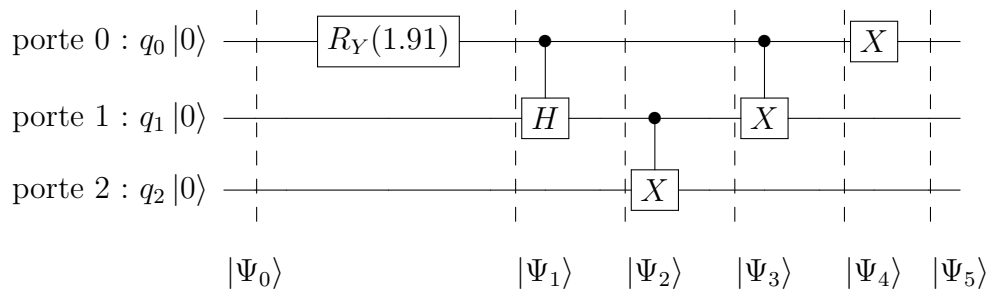 porte 0 : q₀ |0⟩ R_Y(1.91) X
porte 1 : q₁ |0⟩ H X
porte 2 : q₂ |0⟩ X
|Ψ₀⟩ |Ψ₁⟩ |Ψ₂⟩ |Ψ₃⟩ |Ψ₄⟩ |Ψ₅⟩